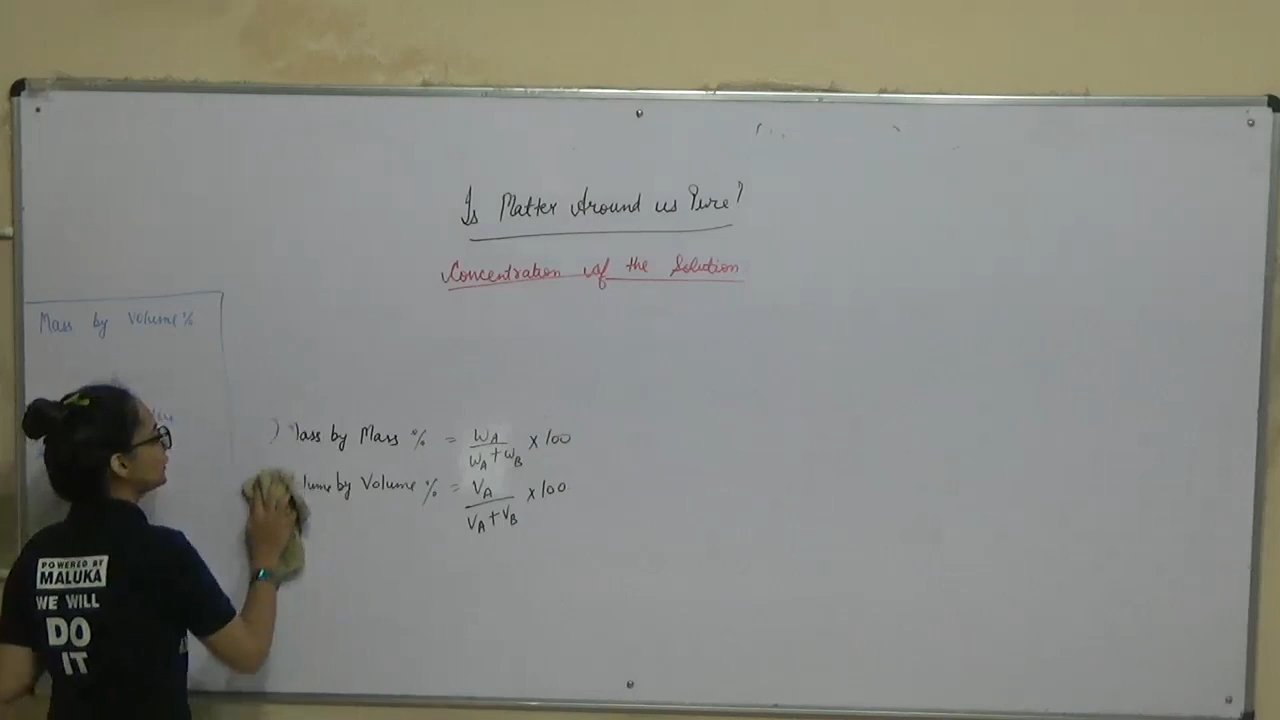 Is Matter Around us Pure?
Concentration of the Solution
Mass by Volume %
) Mass by Mass % = WA / WA + WB × 100
lume by Volume % = VA / VA + VB × 100
POWERED BY
MALUKA
WE WILL
DO
IT